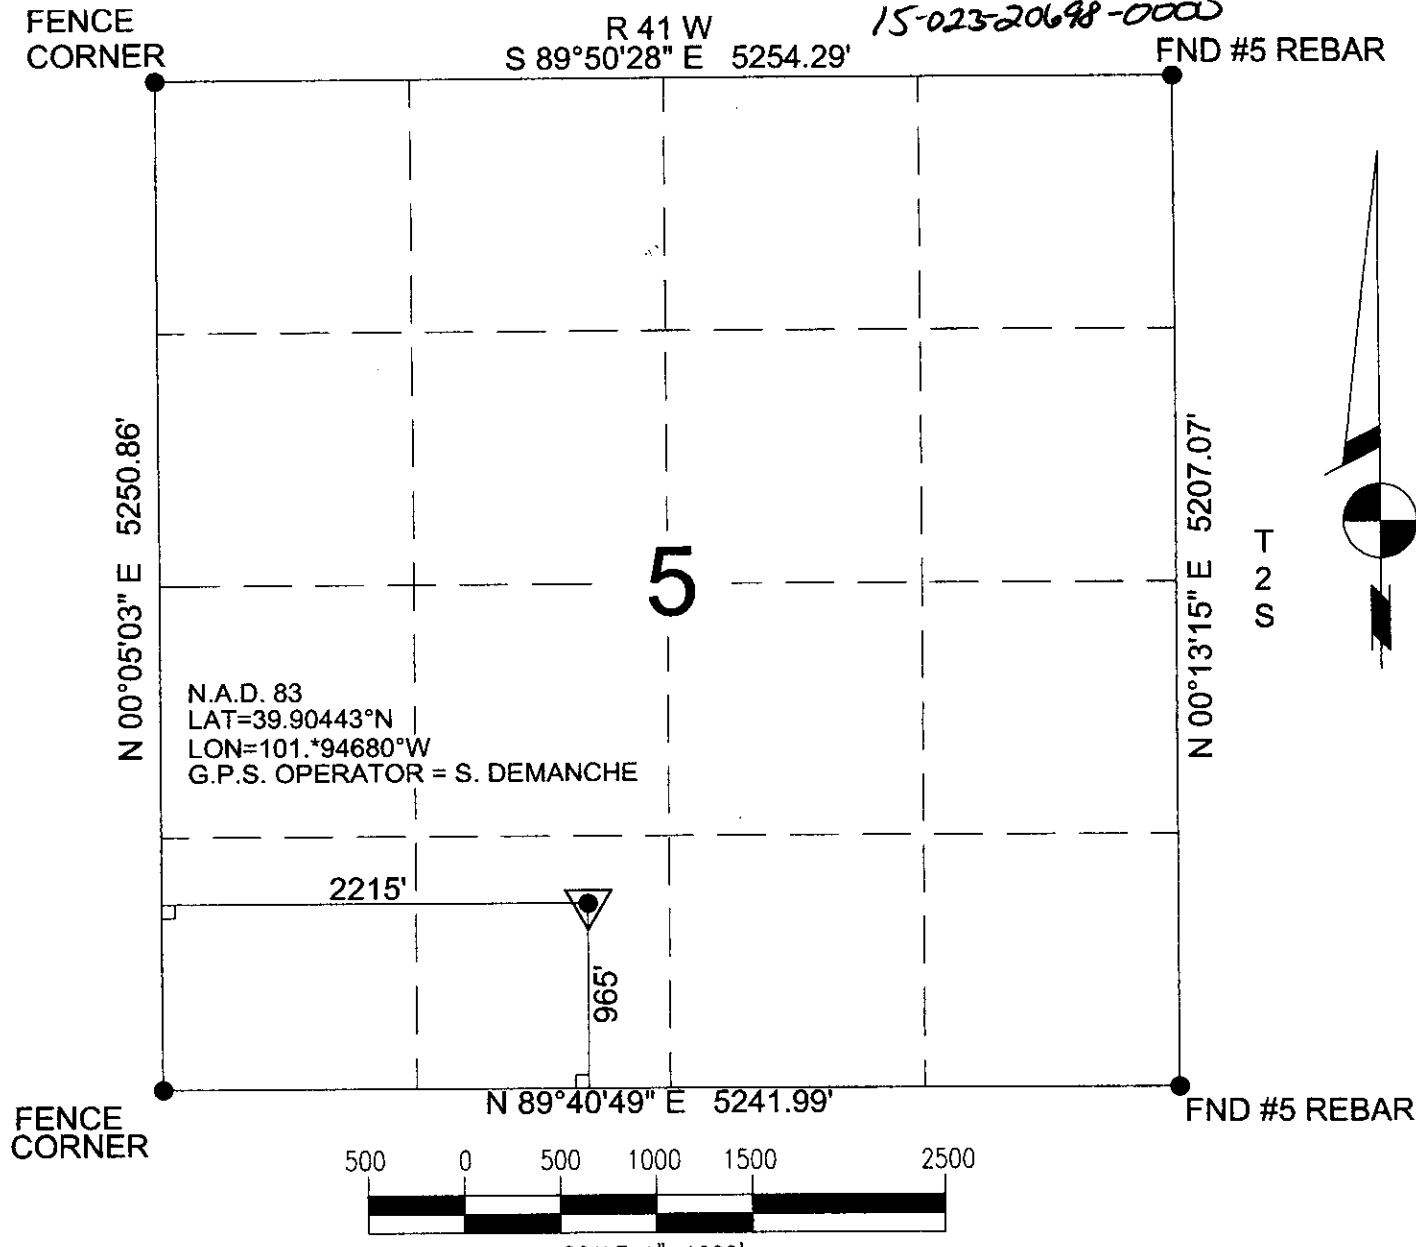 15-023-20698-0000
FENCE
CORNER
R 41 W
S 89°50'28" E 5254.29'
FND #5 REBAR
N 00°05'03" E 5250.86'
N 00°13'15" E 5207.07'
T
2
S
5
N.A.D. 83
LAT=39.90443°N
LON=101.*94680°W
G.P.S. OPERATOR = S. DEMANCHE
2215'
965'
N 89°40'49" E 5241.99'
FENCE
CORNER
FND #5 REBAR
500 0 500 1000 1500 2500